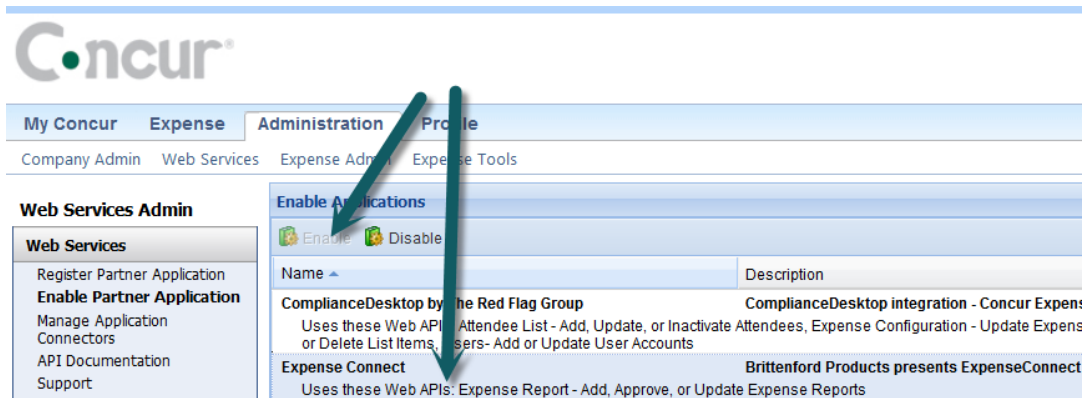 Concur®
My Concur Expense Administration Profile
Company Admin Web Services Expense Admin Expense Tools
Web Services Admin
Web Services
Register Partner Application
Enable Partner Application
Manage Application
Connectors
API Documentation
Support
Enable Applications
Enable Disable
Name Description
ComplianceDesktop by The Red Flag Group ComplianceDesktop integration - Concur Expens
Uses these Web APIs: Attendee List - Add, Update, or Inactivate Attendees, Expense Configuration - Update Expens
or Delete List Items, Users- Add or Update User Accounts
Expense Connect Brittenford Products presents ExpenseConnect
Uses these Web APIs: Expense Report - Add, Approve, or Update Expense Reports